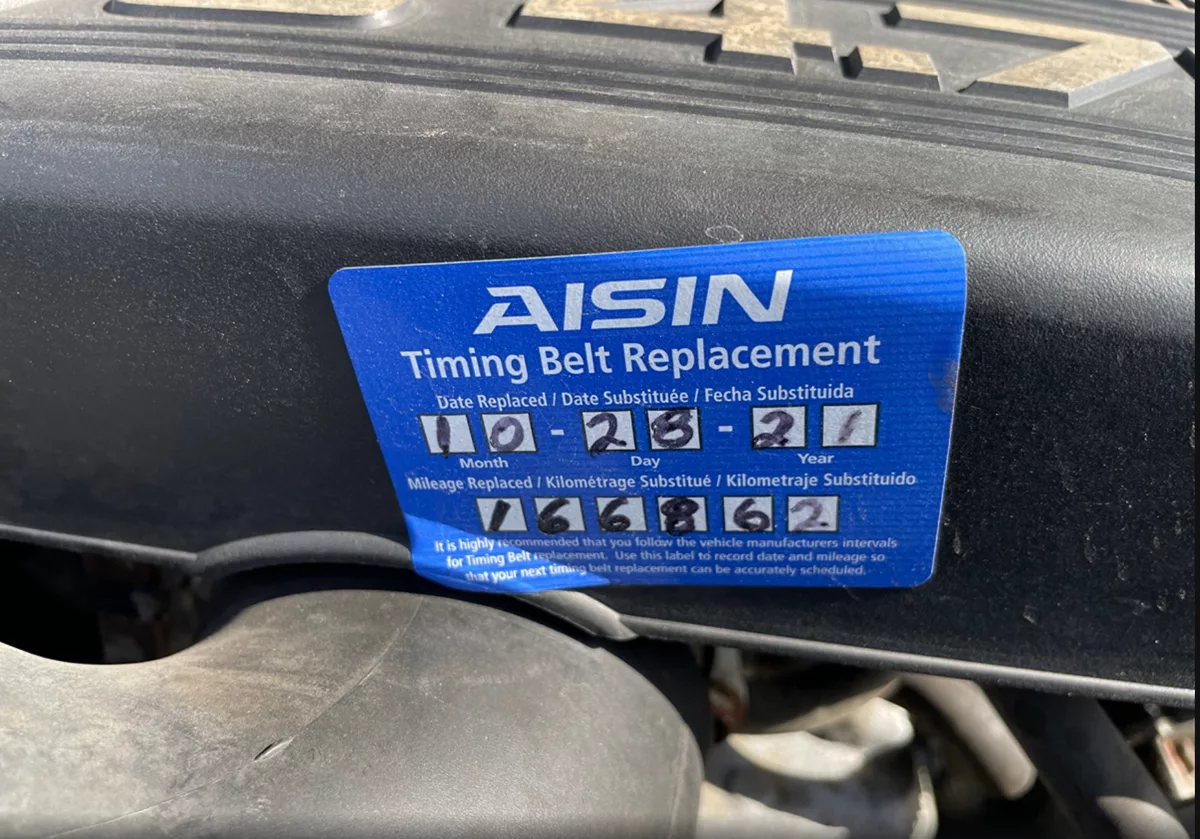 4.7
AISIN
Timing Belt Replacement
Date Replaced / Date Substituée / Fecha Substituida
10 - 28 - 21
Month Day Year
Mileage Replaced / Kilométrage Substitué / Kilometraje Substituido
166862
It is highly recommended that you follow the vehicle manufacturers intervals
for Timing Belt replacement. Use this label to record date and mileage so
that your next timing belt replacement can be accurately scheduled.